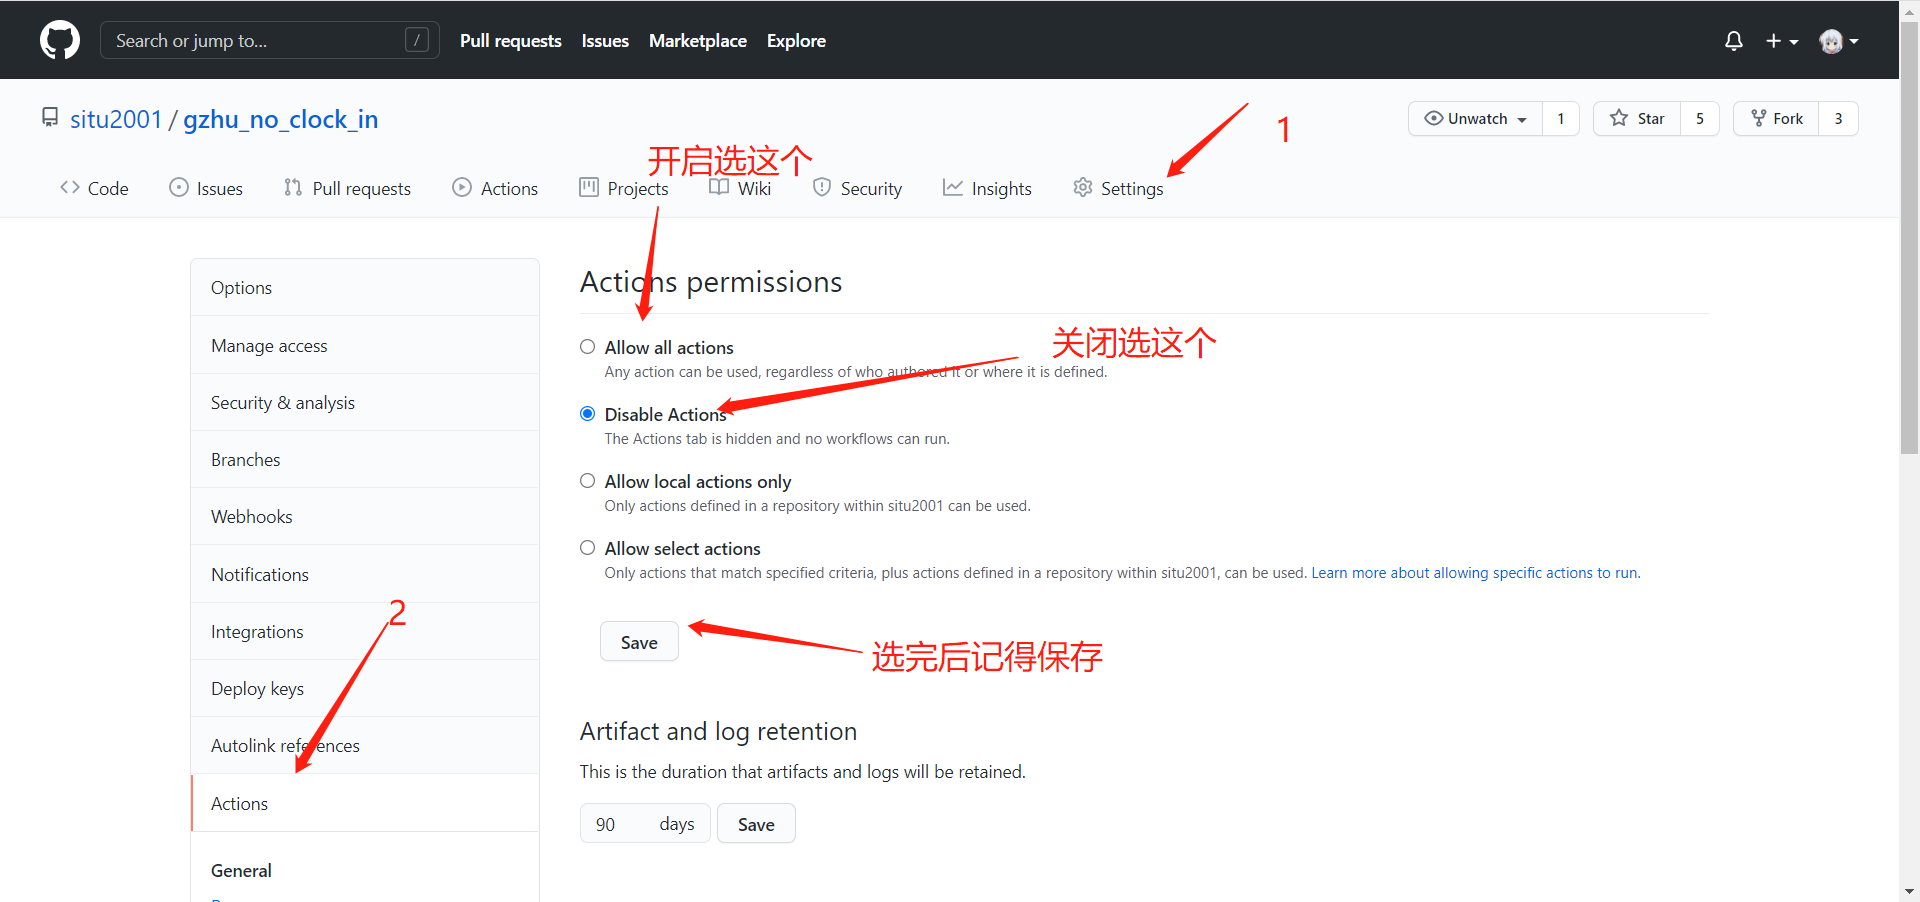 Search or jump to...
/
Pull requests
Issues
Marketplace
Explore
situ2001 / gzhu_no_clock_in
Unwatch
1
Star
5
Fork
3
1
开启选这个
Code
Issues
Pull requests
Actions
Projects
Wiki
Security
Insights
Settings
Options
Manage access
Security & analysis
Branches
Webhooks
Notifications
2
Integrations
Deploy keys
Autolink references
Actions
General
Actions permissions
关闭选这个
Allow all actions
Any action can be used, regardless of who authored it or where it is defined.
Disable Actions
The Actions tab is hidden and no workflows can run.
Allow local actions only
Only actions defined in a repository within situ2001 can be used.
Allow select actions
Only actions that match specified criteria, plus actions defined in a repository within situ2001, can be used. Learn more about allowing specific actions to run.
Save
选完后记得保存
Artifact and log retention
This is the duration that artifacts and logs will be retained.
90 days
Save